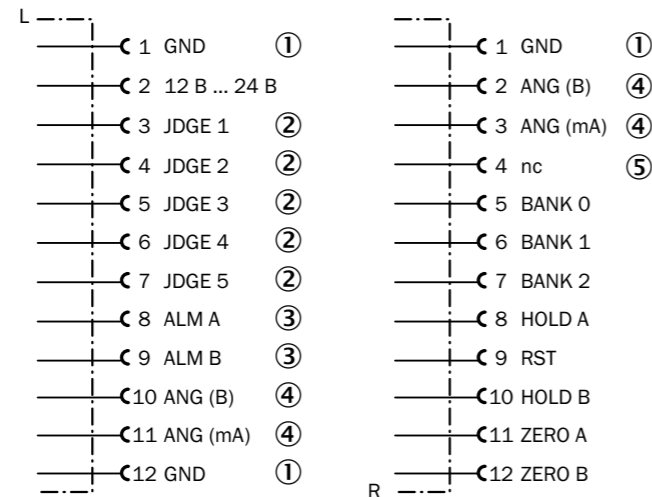 L
1 GND ①
2 12 В ... 24 В
3 JDGE 1 ②
4 JDGE 2 ②
5 JDGE 3 ②
6 JDGE 4 ②
7 JDGE 5 ②
8 ALM A ③
9 ALM B ③
10 ANG (В) ④
11 ANG (mA) ④
12 GND ①
1 GND ①
2 ANG (В) ④
3 ANG (mA) ④
4 nc ⑤
5 BANK 0
6 BANK 1
7 BANK 2
8 HOLD A
9 RST
10 HOLD B
11 ZERO A
12 ZERO B
R